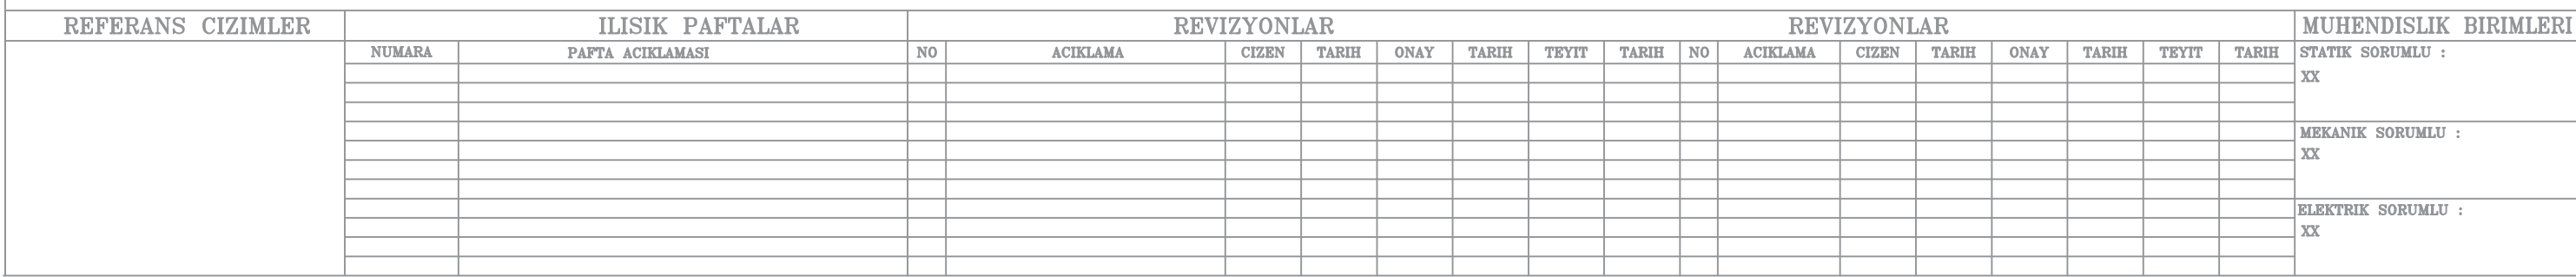 REFERANS CIZIMLER ILISIK PAFTALAR REVIZYONLAR REVIZYONLAR MUHENDISLIK BIRIMLERI
NUMARA PAFTA ACIKLAMASI NO ACIKLAMA CIZEN TARIH ONAY TARIH TEYIT TARIH NO ACIKLAMA CIZEN TARIH ONAY TARIH TEYIT TARIH STATIK SORUMLU :
XX
MEKANIK SORUMLU :
XX
ELEKTRIK SORUMLU :
XX